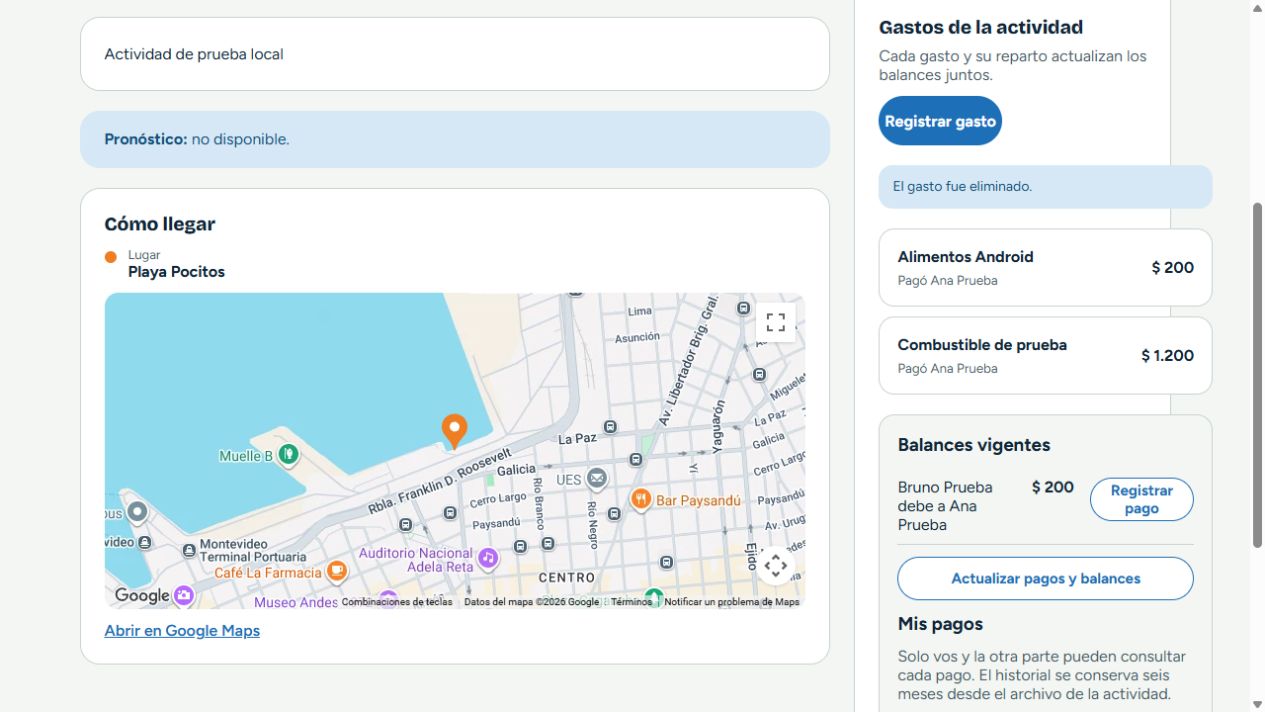 Actividad de prueba local
Pronóstico: no disponible.
Cómo llegar
Lugar
Playa Pocitos
Lima
Asunción
Av. Libertador Brig. Gral.
Miguelete
La Paz
Yaguarón
La Paz
Galicia
Cerro Largo
Muelle B
Rbla. Franklin D. Roosevelt
Galicia
UES
Yí
Bar Paysandú
Paysandú
Cerro Largo
Río Branco
Río Negro
Paysandú
Av. Urug
Montevideo
Terminal Portuaria
Auditorio Nacional
Adela Reta
Café La Farmacia
CENTRO
Ejido
Google
Museo Andes
Combinaciones de teclas
Datos del mapa ©2026 Google
Términos
Notificar un problema de Maps
Abrir en Google Maps
Gastos de la actividad
Cada gasto y su reparto actualizan los
balances juntos.
Registrar gasto
El gasto fue eliminado.
Alimentos Android
$ 200
Pagó Ana Prueba
Combustible de prueba
$ 1.200
Pagó Ana Prueba
Balances vigentes
Bruno Prueba
debe a Ana
Prueba
$ 200
Registrar
pago
Actualizar pagos y balances
Mis pagos
Solo vos y la otra parte pueden consultar
cada pago. El historial se conserva seis
meses desde el archivo de la actividad.